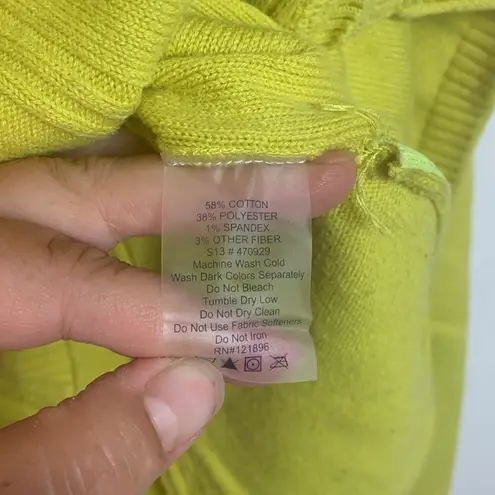 58% COTTON
38% POLYESTER
1% SPANDEX
3% OTHER FIBER
S13 # 470929
Machine Wash Cold
Wash Dark Colors Separately
Do Not Bleach
Tumble Dry Low
Do Not Dry Clean
Do Not Use Fabric Softeners
Do Not Iron
RN#121896